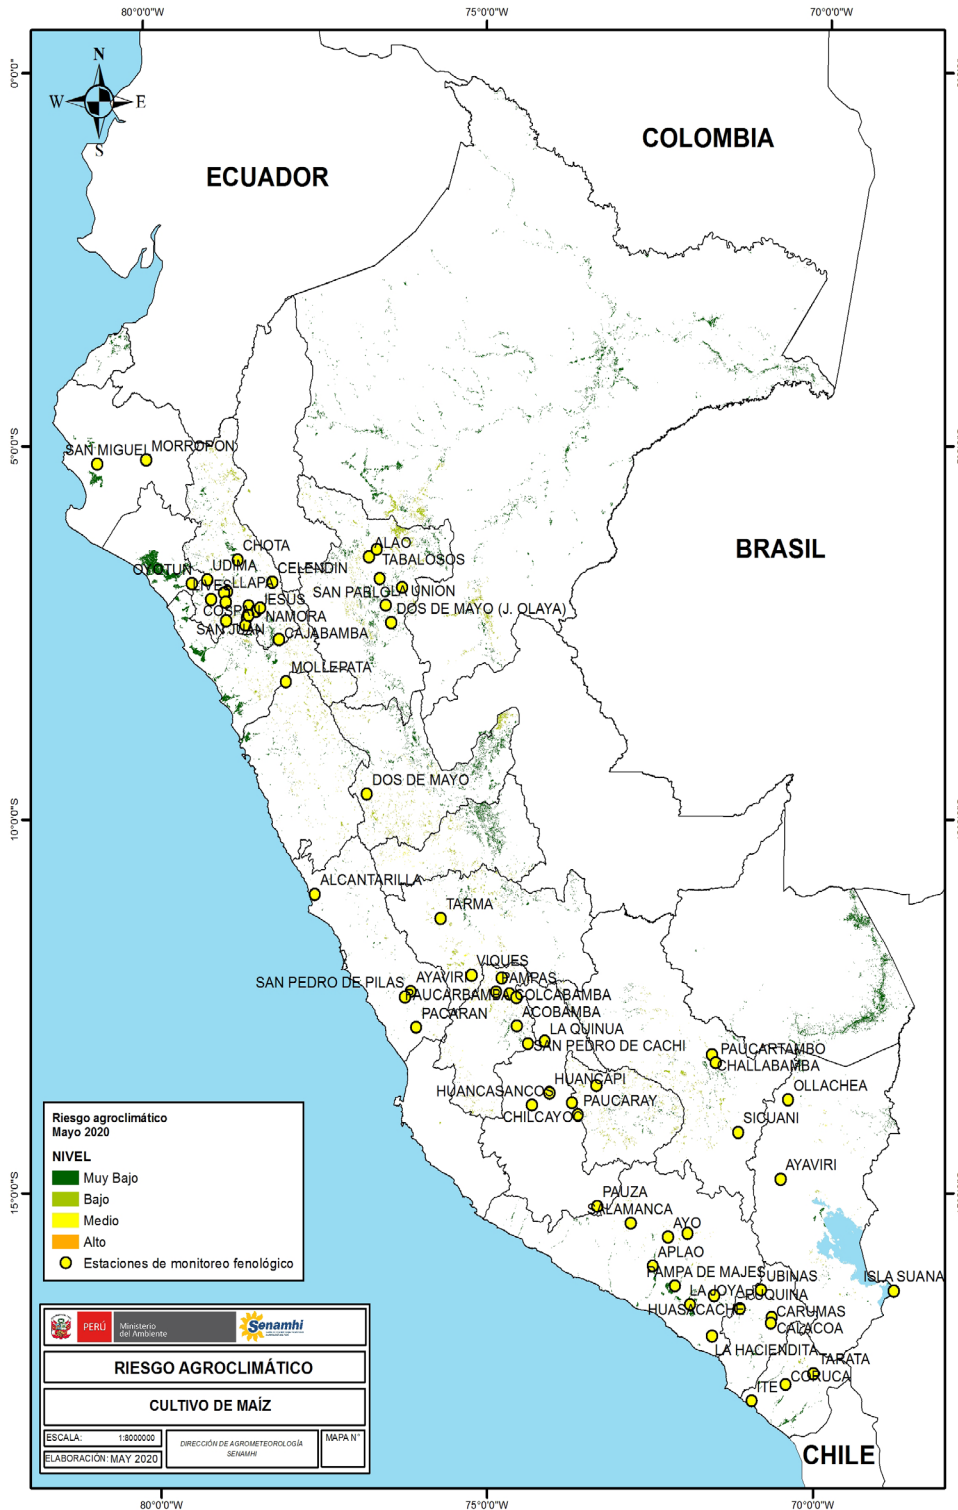 80°0'0"W
75°0'0"W
70°0'0"W
0°0'0"
N
W
E
S
COLOMBIA
ECUADOR
5°0'0"S
SAN MIGUEL
MORROPON
BRASIL
CHOTA
ALAO
TABALOSOS
OYOTUN
UDIMA
CELENDIN
LLAPA
SAN PABLO
LA UNION
JESUS
DOS DE MAYO (J. OLAYA)
NAMORA
SAN JUAN
CAJABAMBA
MOLLEPATA
DOS DE MAYO
10°0'0"S
ALCANTARILLA
TARMA
VIQUES
SAN PEDRO DE PILAS
AYAVIRI
PAMPAS
PAUCARBAMBA
COLCABAMBA
PACARAN
ACOBAMBA
LA QUINUA
SAN PEDRO DE CACHI
PAUCARTAMBO
CHALLABAMBA
HUANCAPI
HUANCASANCOS
PAUCARAY
OLLACHEA
CHILCAYO
SICUANI
AYAVIRI
15°0'0"S
PAUZA
SALAMANCA
AYO
APLAO
PAMPA DE MAJES
UBINAS
ISLA SUANA
LA JOYA
PUQUINA
HUASACACHE
CARUMAS
CALACOA
LA HACIENDITA
TARATA
CORUCA
ITE
CHILE
Riesgo agroclimático
Mayo 2020
NIVEL
Muy Bajo
Bajo
Medio
Alto
Estaciones de monitoreo fenológico
PERÚ
Ministerio
del Ambiente
Senamhi
RIESGO AGROCLIMÁTICO
CULTIVO DE MAÍZ
ESCALA: 1:8000000
ELABORACIÓN: MAY 2020
DIRECCIÓN DE AGROMETEOROLOGÍA
SENAMHI
MAPA N°
80°0'0"W
75°0'0"W
70°0'0"W